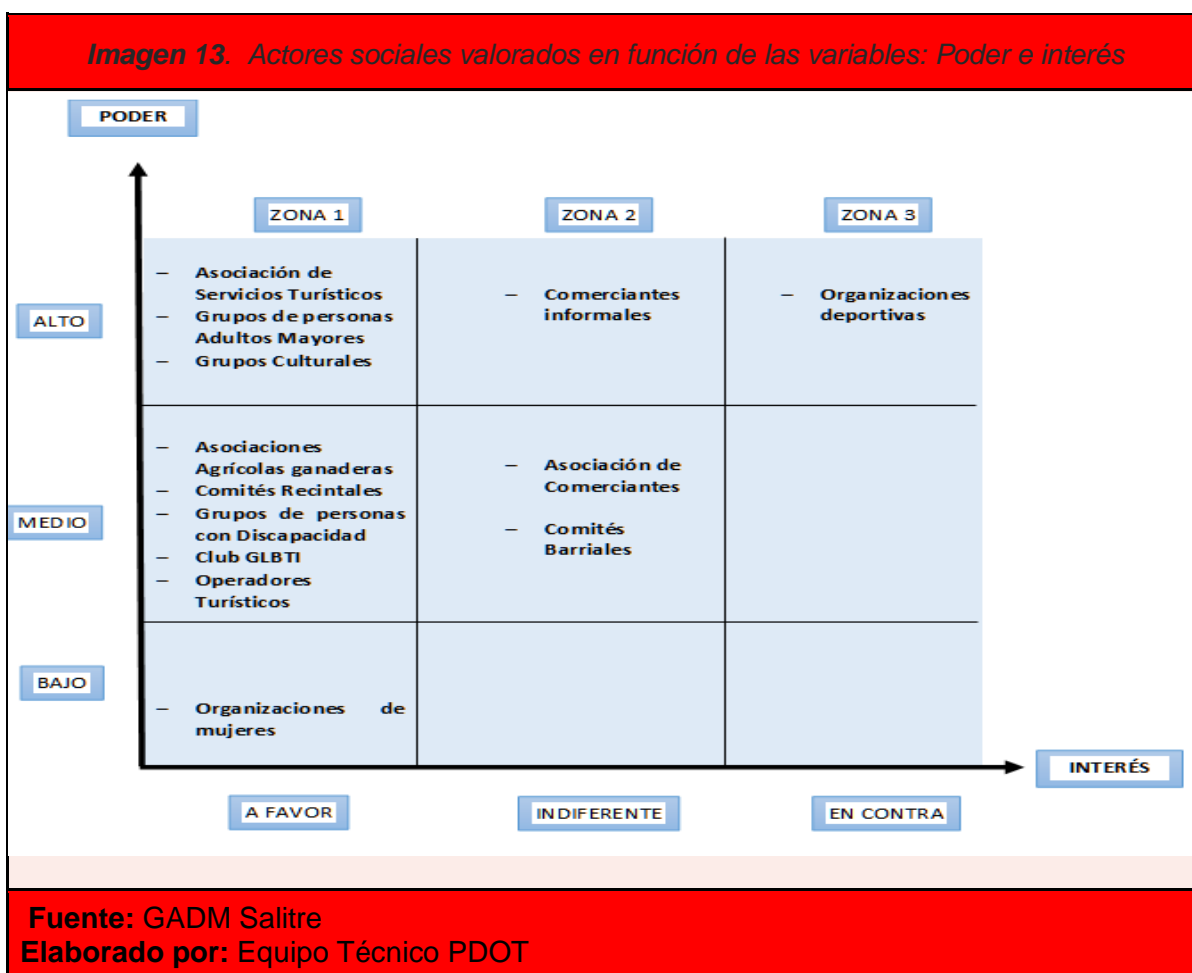 Imagen 13. Actores sociales valorados en función de las variables: Poder e interés
PODER
ZONA 1
ZONA 2
ZONA 3
ALTO
– Asociación de
Servicios Turísticos
– Grupos de personas
Adultos Mayores
– Grupos Culturales
– Comerciantes
informales
– Organizaciones
deportivas
MEDIO
– Asociaciones
Agrícolas ganaderas
– Comités Recintales
– Grupos de personas
con Discapacidad
– Club GLBTI
– Operadores
Turísticos
– Asociación de
Comerciantes
– Comités
Barriales
BAJO
– Organizaciones de
mujeres
INTERÉS
A FAVOR
INDIFERENTE
EN CONTRA
Fuente: GADM Salitre
Elaborado por: Equipo Técnico PDOT